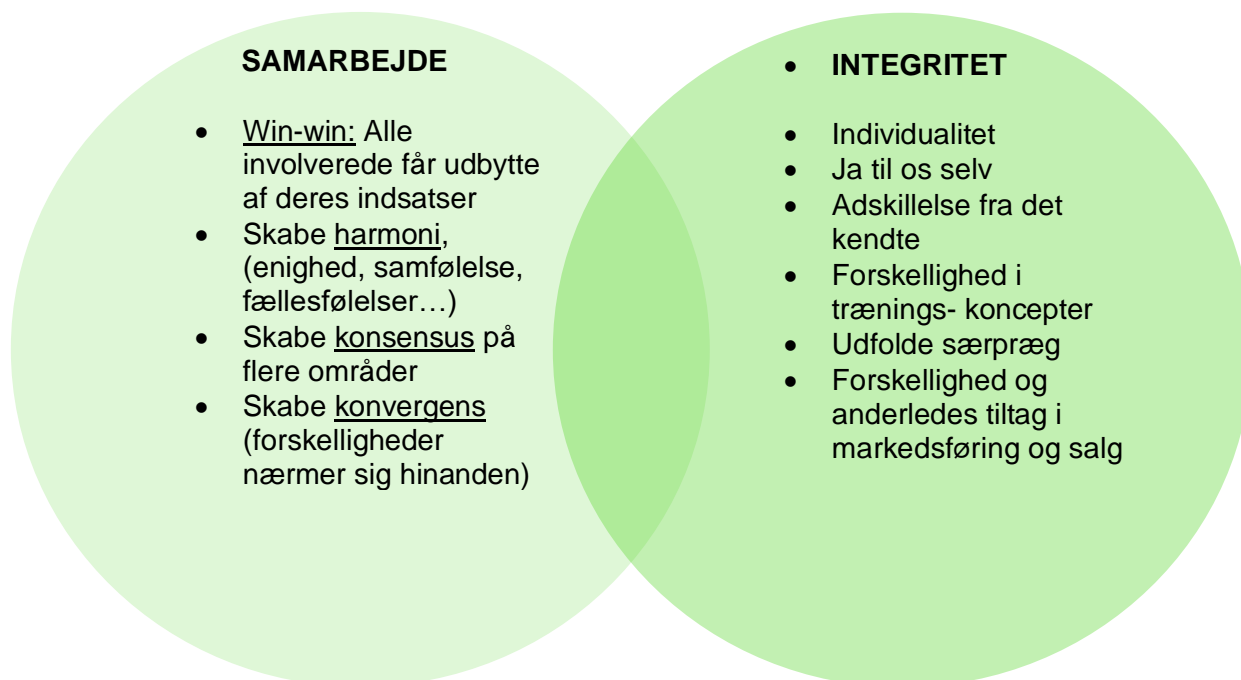 SAMARBEJDE
• Win-win: Alle
involverede får udbytte
af deres indsatser
• Skabe harmoni,
(enighed, samfølelse,
fællesfølelser…)
• Skabe konsensus på
flere områder
• Skabe konvergens
(forskelligheder
nærmer sig hinanden)
• INTEGRITET
• Individualitet
• Ja til os selv
• Adskillelse fra det
kendte
• Forskellighed i
trænings- koncepter
• Udfolde særpræg
• Forskellighed og
anderledes tiltag i
markedsføring og salg